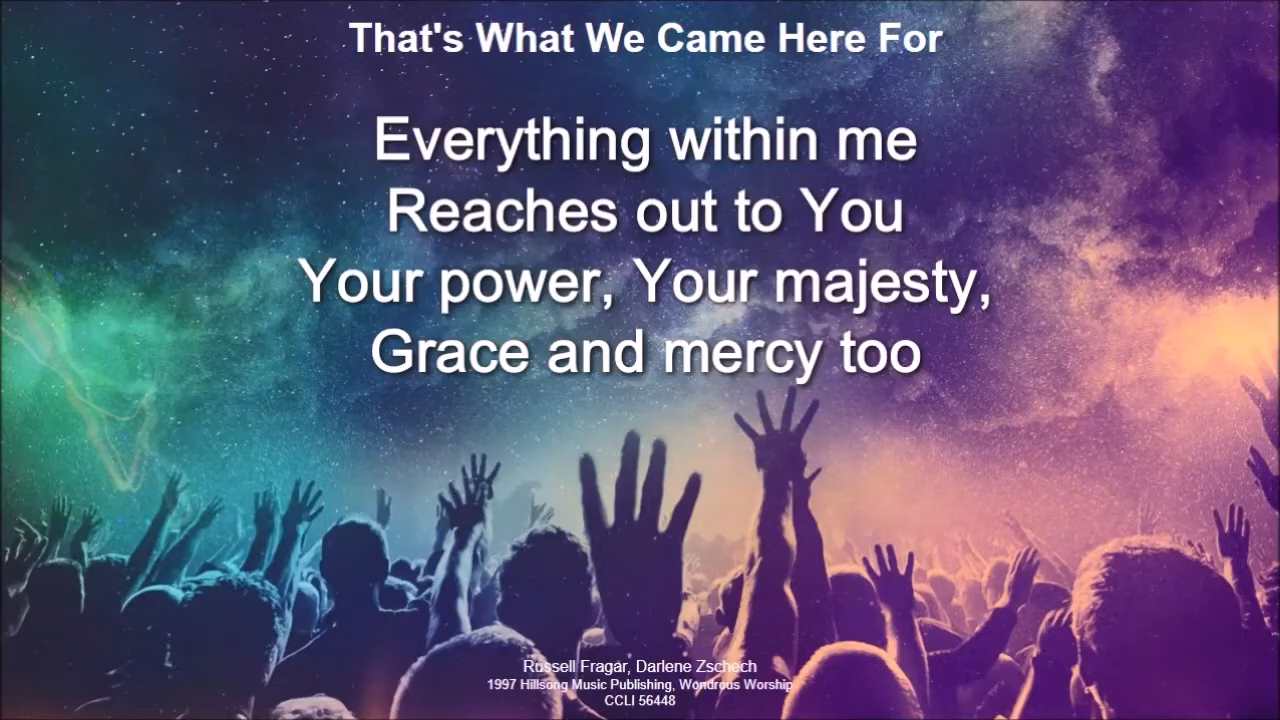 That's What We Came Here For
Everything within me
Reaches out to You
Your power, Your majesty,
Grace and mercy too
Russell Fragar, Darlene Zschech
1997 Hillsong Music Publishing, Wondrous Worship
CCLI 56448